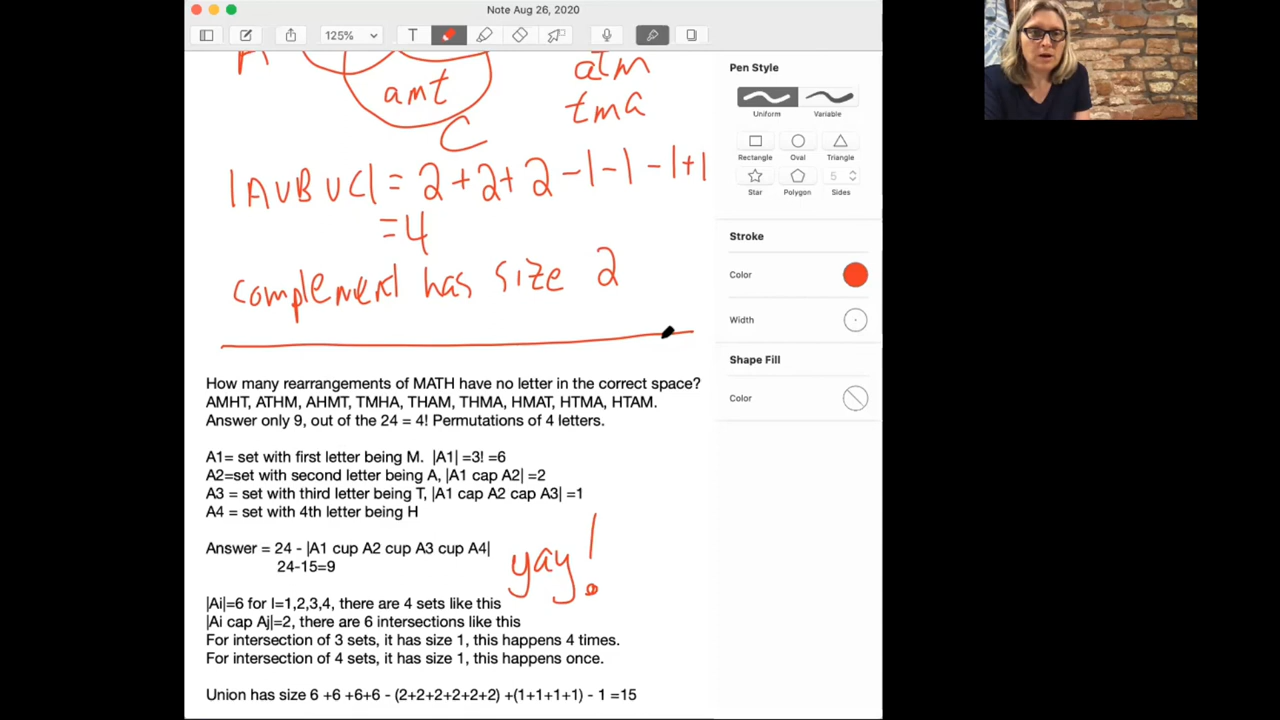 Note Aug 26, 2020
125%
T
Pen Style
Uniform
Variable
Rectangle
Oval
Triangle
5
Star
Polygon
Sides
Stroke
Color
Width
Shape Fill
Color
A
amt
C
atm
tma
|A∪B∪C| = 2+2+2-1-1-1+1
=4
complement has size 2
How many rearrangements of MATH have no letter in the correct space?
AMHT, ATHM, AHMT, TMHA, THAM, THMA, HMAT, HTMA, HTAM.
Answer only 9, out of the 24 = 4! Permutations of 4 letters.
A1= set with first letter being M. |A1| =3! =6
A2=set with second letter being A, |A1 cap A2| =2
A3 = set with third letter being T, |A1 cap A2 cap A3| =1
A4 = set with 4th letter being H
Answer = 24 - |A1 cup A2 cup A3 cup A4|
24-15=9
yay!
|Ai|=6 for I=1,2,3,4, there are 4 sets like this
|Ai cap Aj|=2, there are 6 intersections like this
For intersection of 3 sets, it has size 1, this happens 4 times.
For intersection of 4 sets, it has size 1, this happens once.
Union has size 6 +6 +6+6 - (2+2+2+2+2+2) +(1+1+1+1) - 1 =15